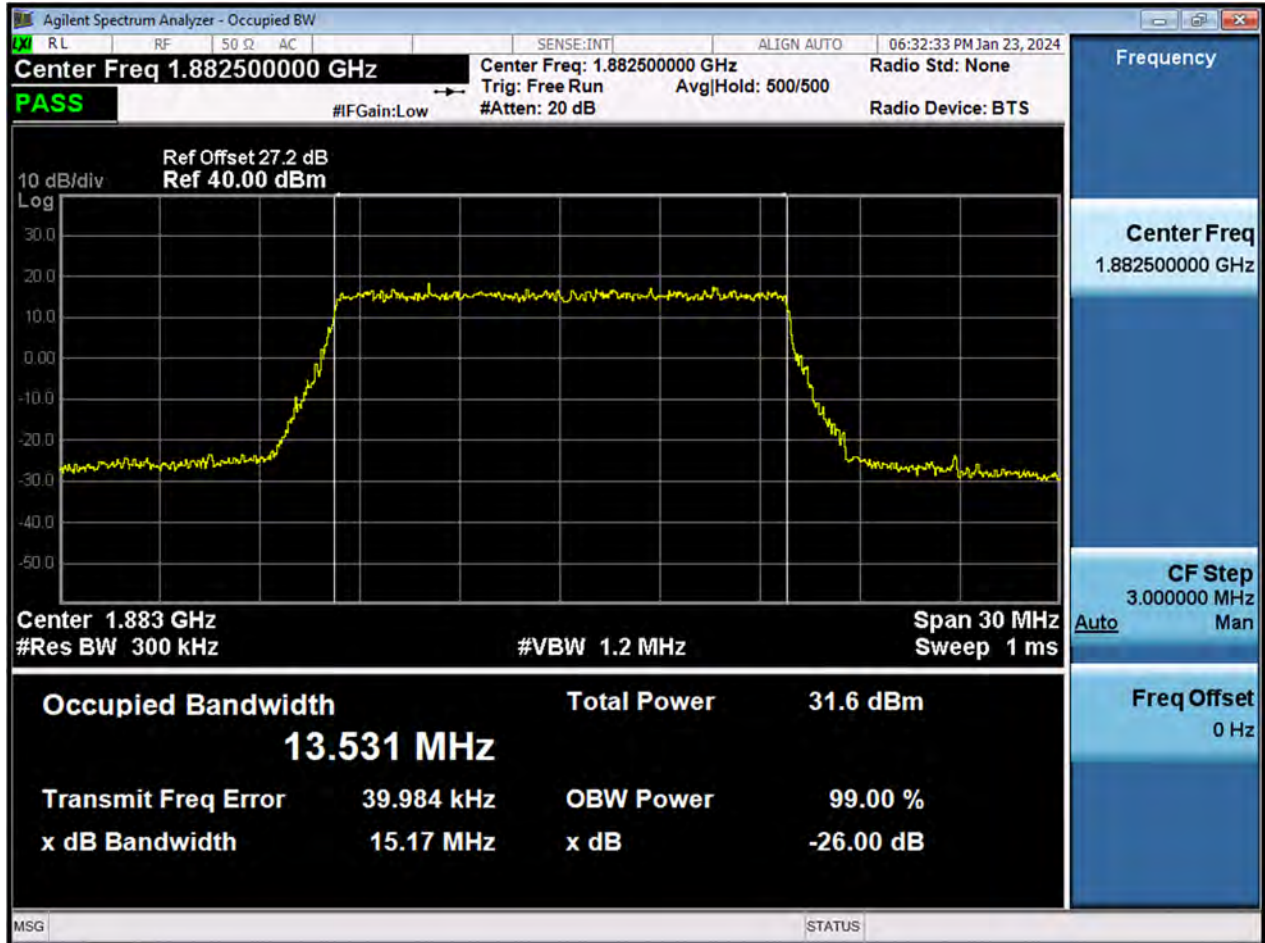 Agilent Spectrum Analyzer - Occupied BW
LXI RL RF 50 Ω AC SENSE:INT ALIGN AUTO 06:32:33 PM Jan 23, 2024
Center Freq 1.882500000 GHz Center Freq: 1.882500000 GHz Radio Std: None
Trig: Free Run Avg|Hold: 500/500
PASS #IFGain:Low #Atten: 20 dB Radio Device: BTS
Ref Offset 27.2 dB
10 dB/div Ref 40.00 dBm
Log
30.0
20.0
10.0
0.00
-10.0
-20.0
-30.0
-40.0
-50.0
Center 1.883 GHz Span 30 MHz
#Res BW 300 kHz #VBW 1.2 MHz Sweep 1 ms
Occupied Bandwidth Total Power 31.6 dBm
13.531 MHz
Transmit Freq Error 39.984 kHz OBW Power 99.00 %
x dB Bandwidth 15.17 MHz x dB -26.00 dB
MSG STATUS
Frequency
Center Freq
1.882500000 GHz
CF Step
3.000000 MHz
Auto Man
Freq Offset
0 Hz